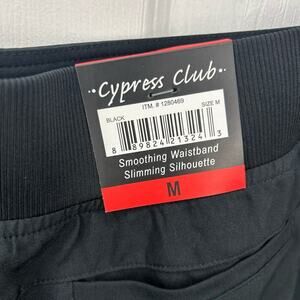 ·Cypress Club·
ITM. # 1280469
BLACK
SIZE M
8 89824 21324 3
Smoothing Waistband
Slimming Silhouette
M